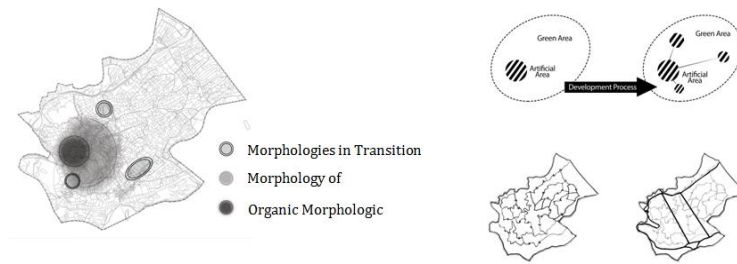 Morphologies in Transition
Morphology of
Organic Morphologic
Green Area
Artificial
Area
Development Process
Green Area
Artificial
Area